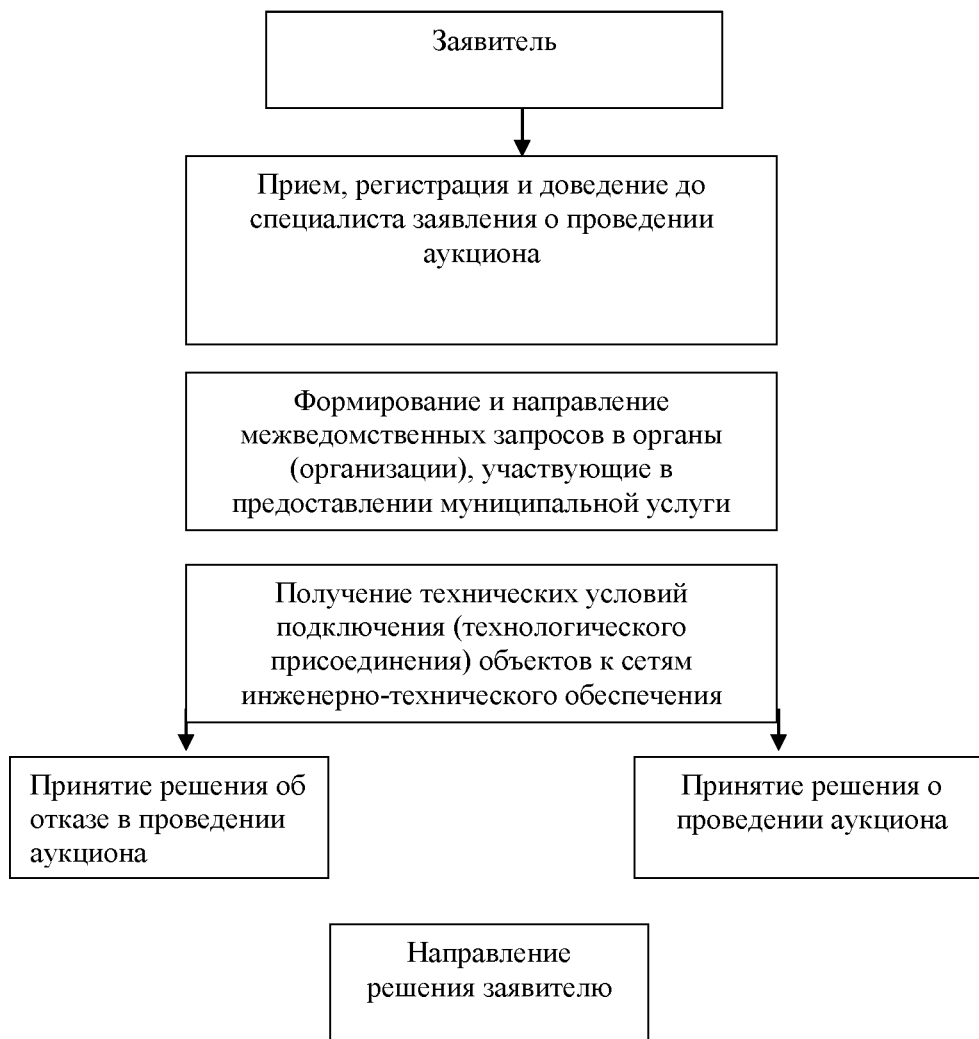 Заявитель
Прием, регистрация и доведение до
специалиста заявления о проведении
аукциона
Формирование и направление
межведомственных запросов в органы
(организации), участвующие в
предоставлении муниципальной услуги
Получение технических условий
подключения (технологического
присоединения) объектов к сетям
инженерно-технического обеспечения
Принятие решения об
отказе в проведении
аукциона
Принятие решения о
проведении аукциона
Направление
решения заявителю